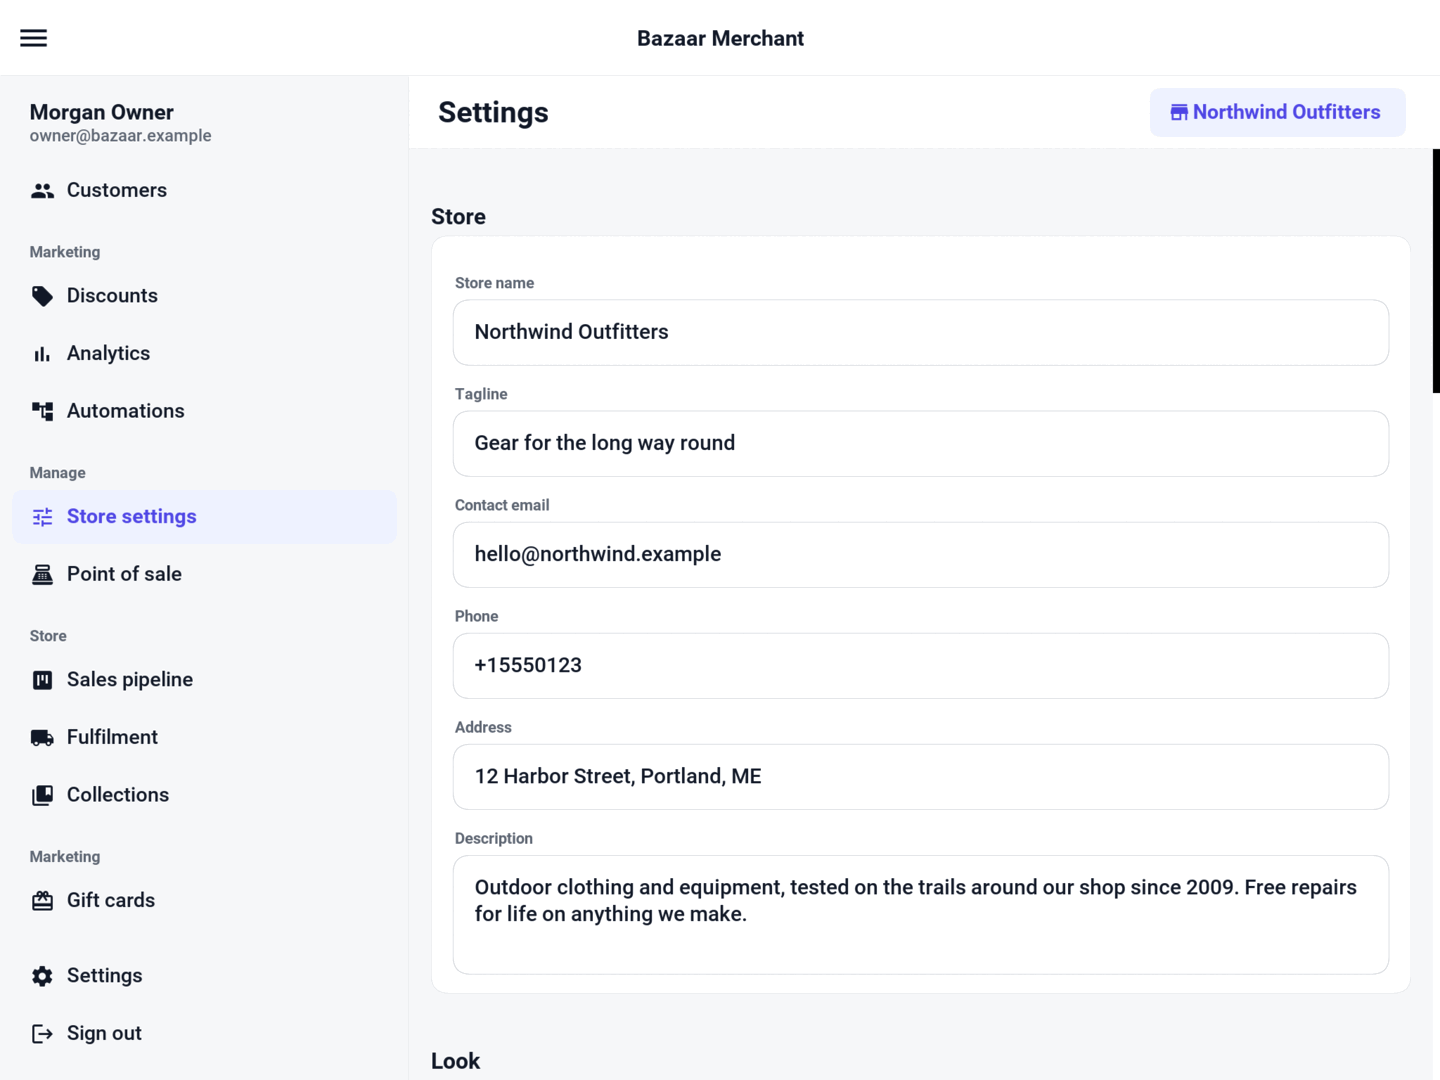 Bazaar Merchant
Morgan Owner
owner@bazaar.example
Customers
Marketing
Discounts
Analytics
Automations
Manage
Store settings
Point of sale
Store
Sales pipeline
Fulfilment
Collections
Marketing
Gift cards
Settings
Sign out
Settings
Northwind Outfitters
Store
Store name
Northwind Outfitters
Tagline
Gear for the long way round
Contact email
hello@northwind.example
Phone
+15550123
Address
12 Harbor Street, Portland, ME
Description
Outdoor clothing and equipment, tested on the trails around our shop since 2009. Free repairs
for life on anything we make.
Look